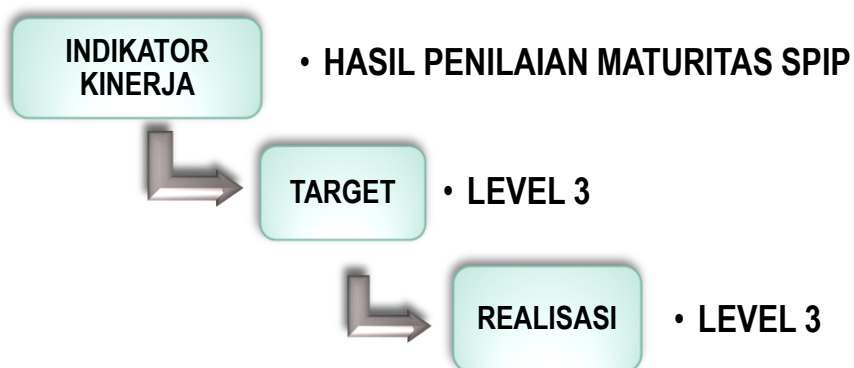 INDIKATOR
KINERJA
• HASIL PENILAIAN MATURITAS SPIP
TARGET
• LEVEL 3
REALISASI
• LEVEL 3